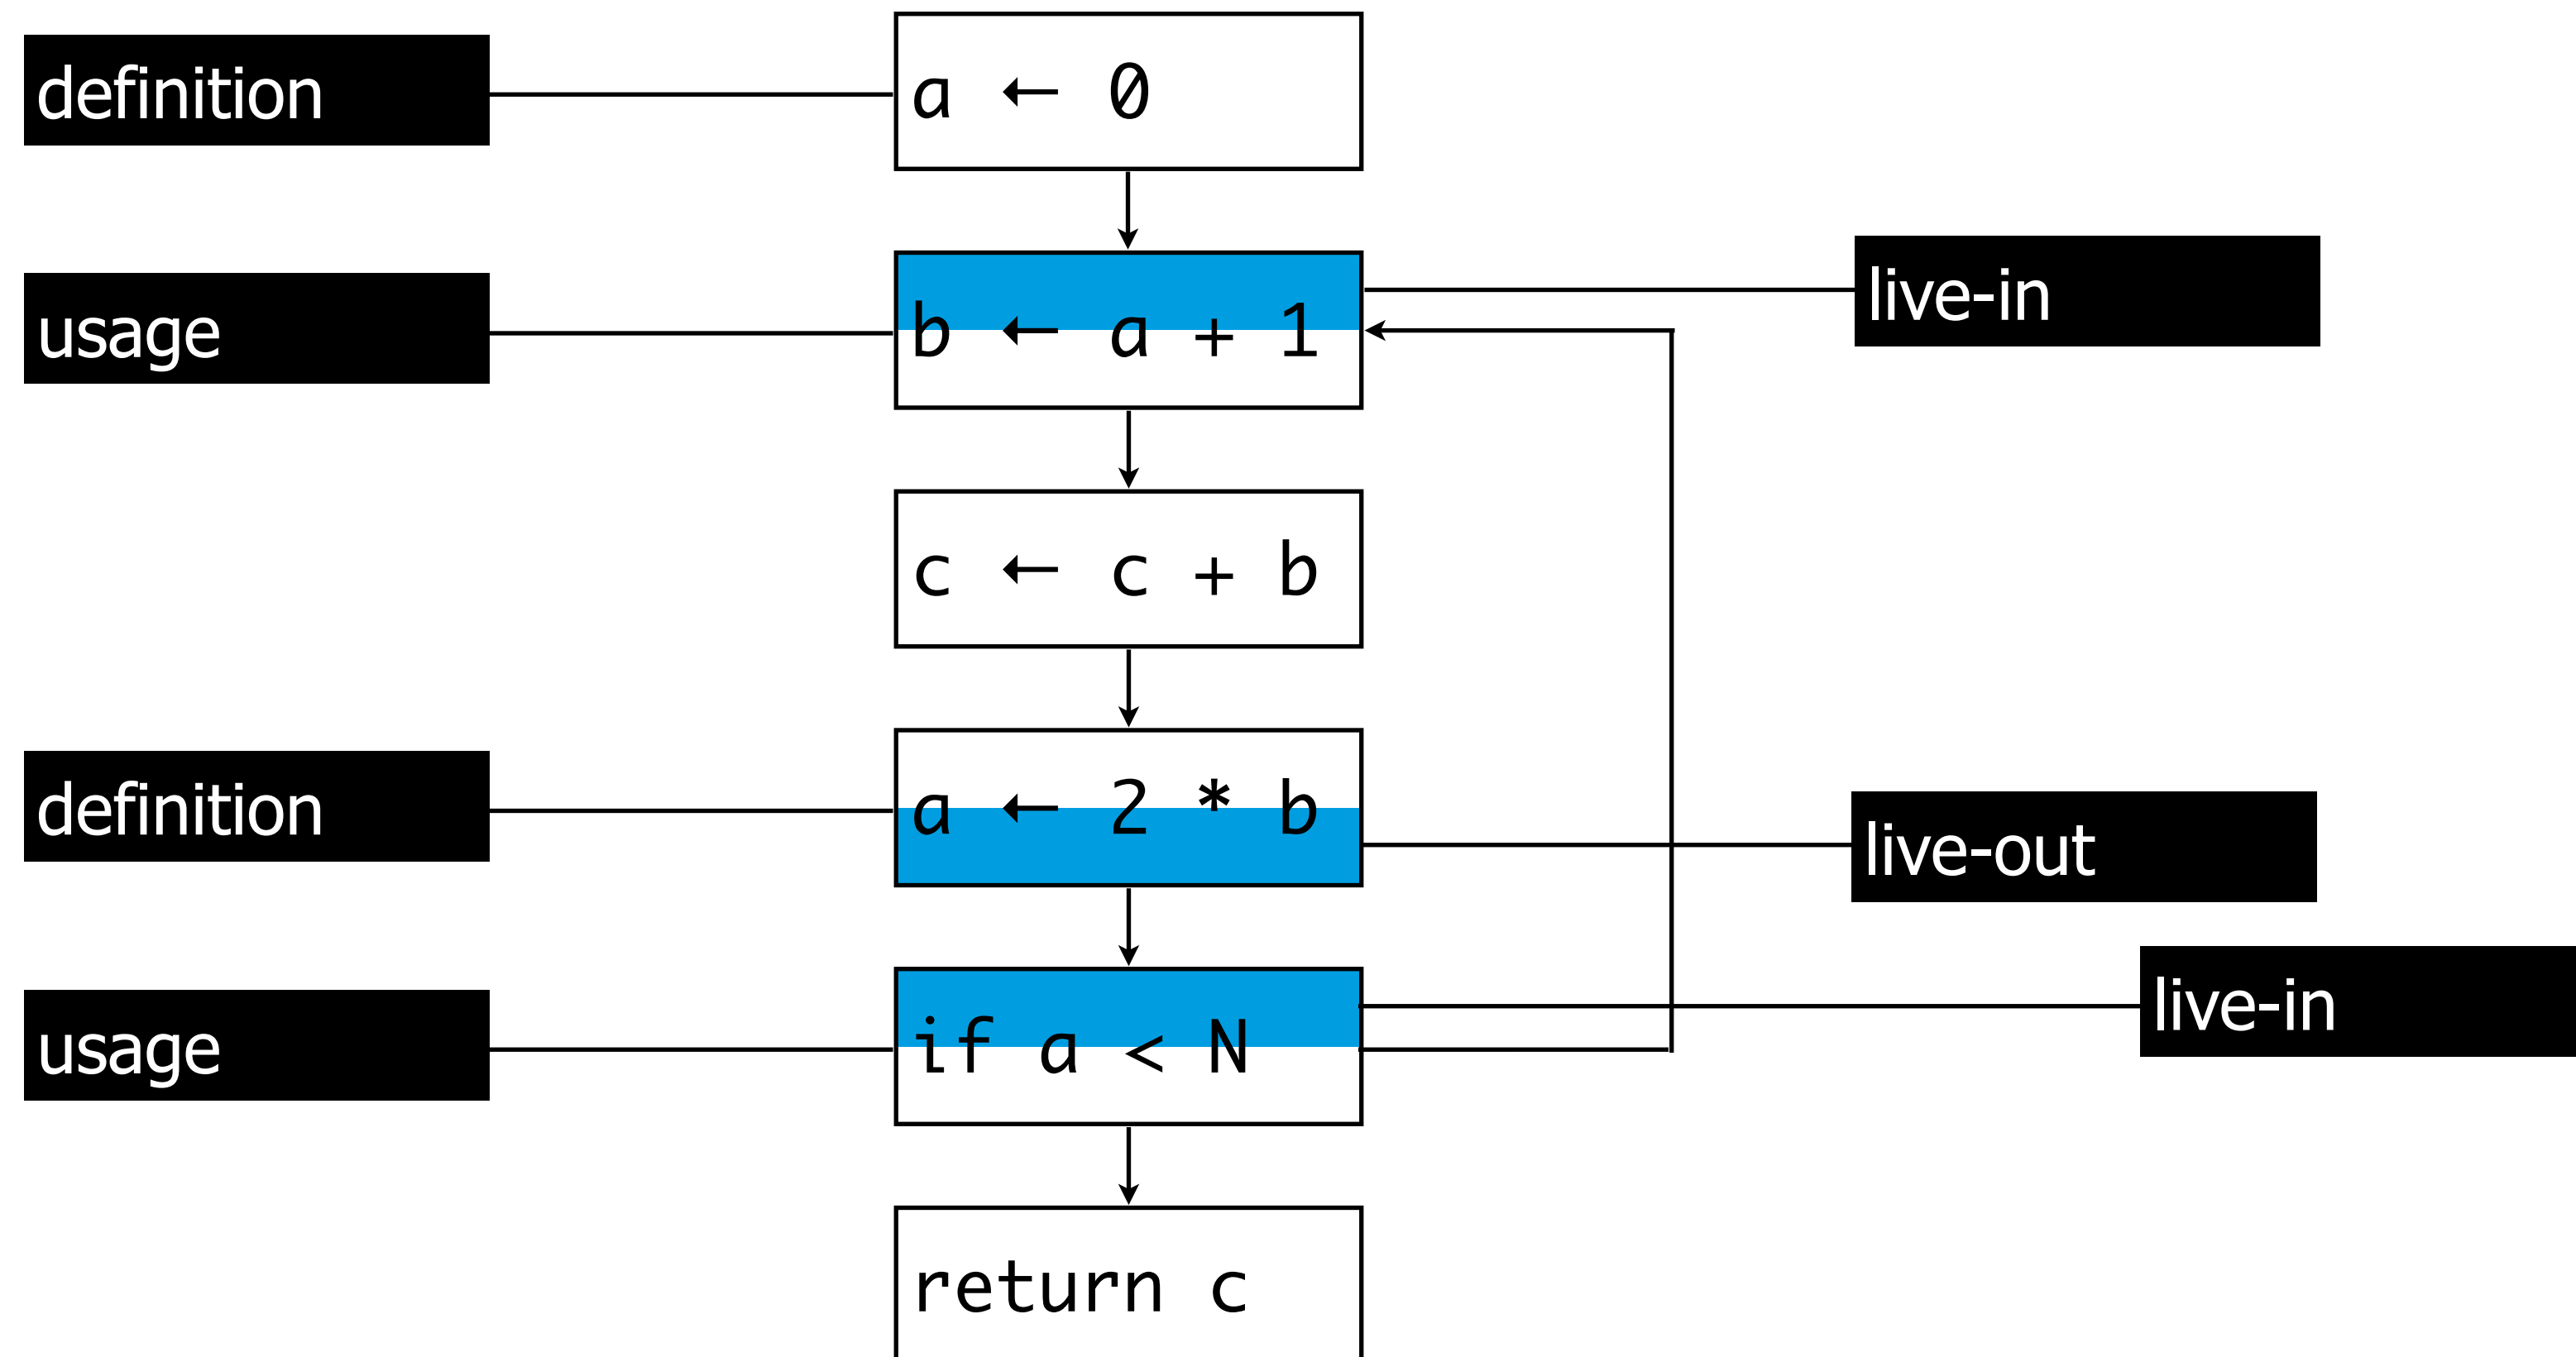 definition
a ← 0
usage
b ← a + 1
live-in
c ← c + b
definition
a ← 2 * b
live-out
usage
if a < N
live-in
return c